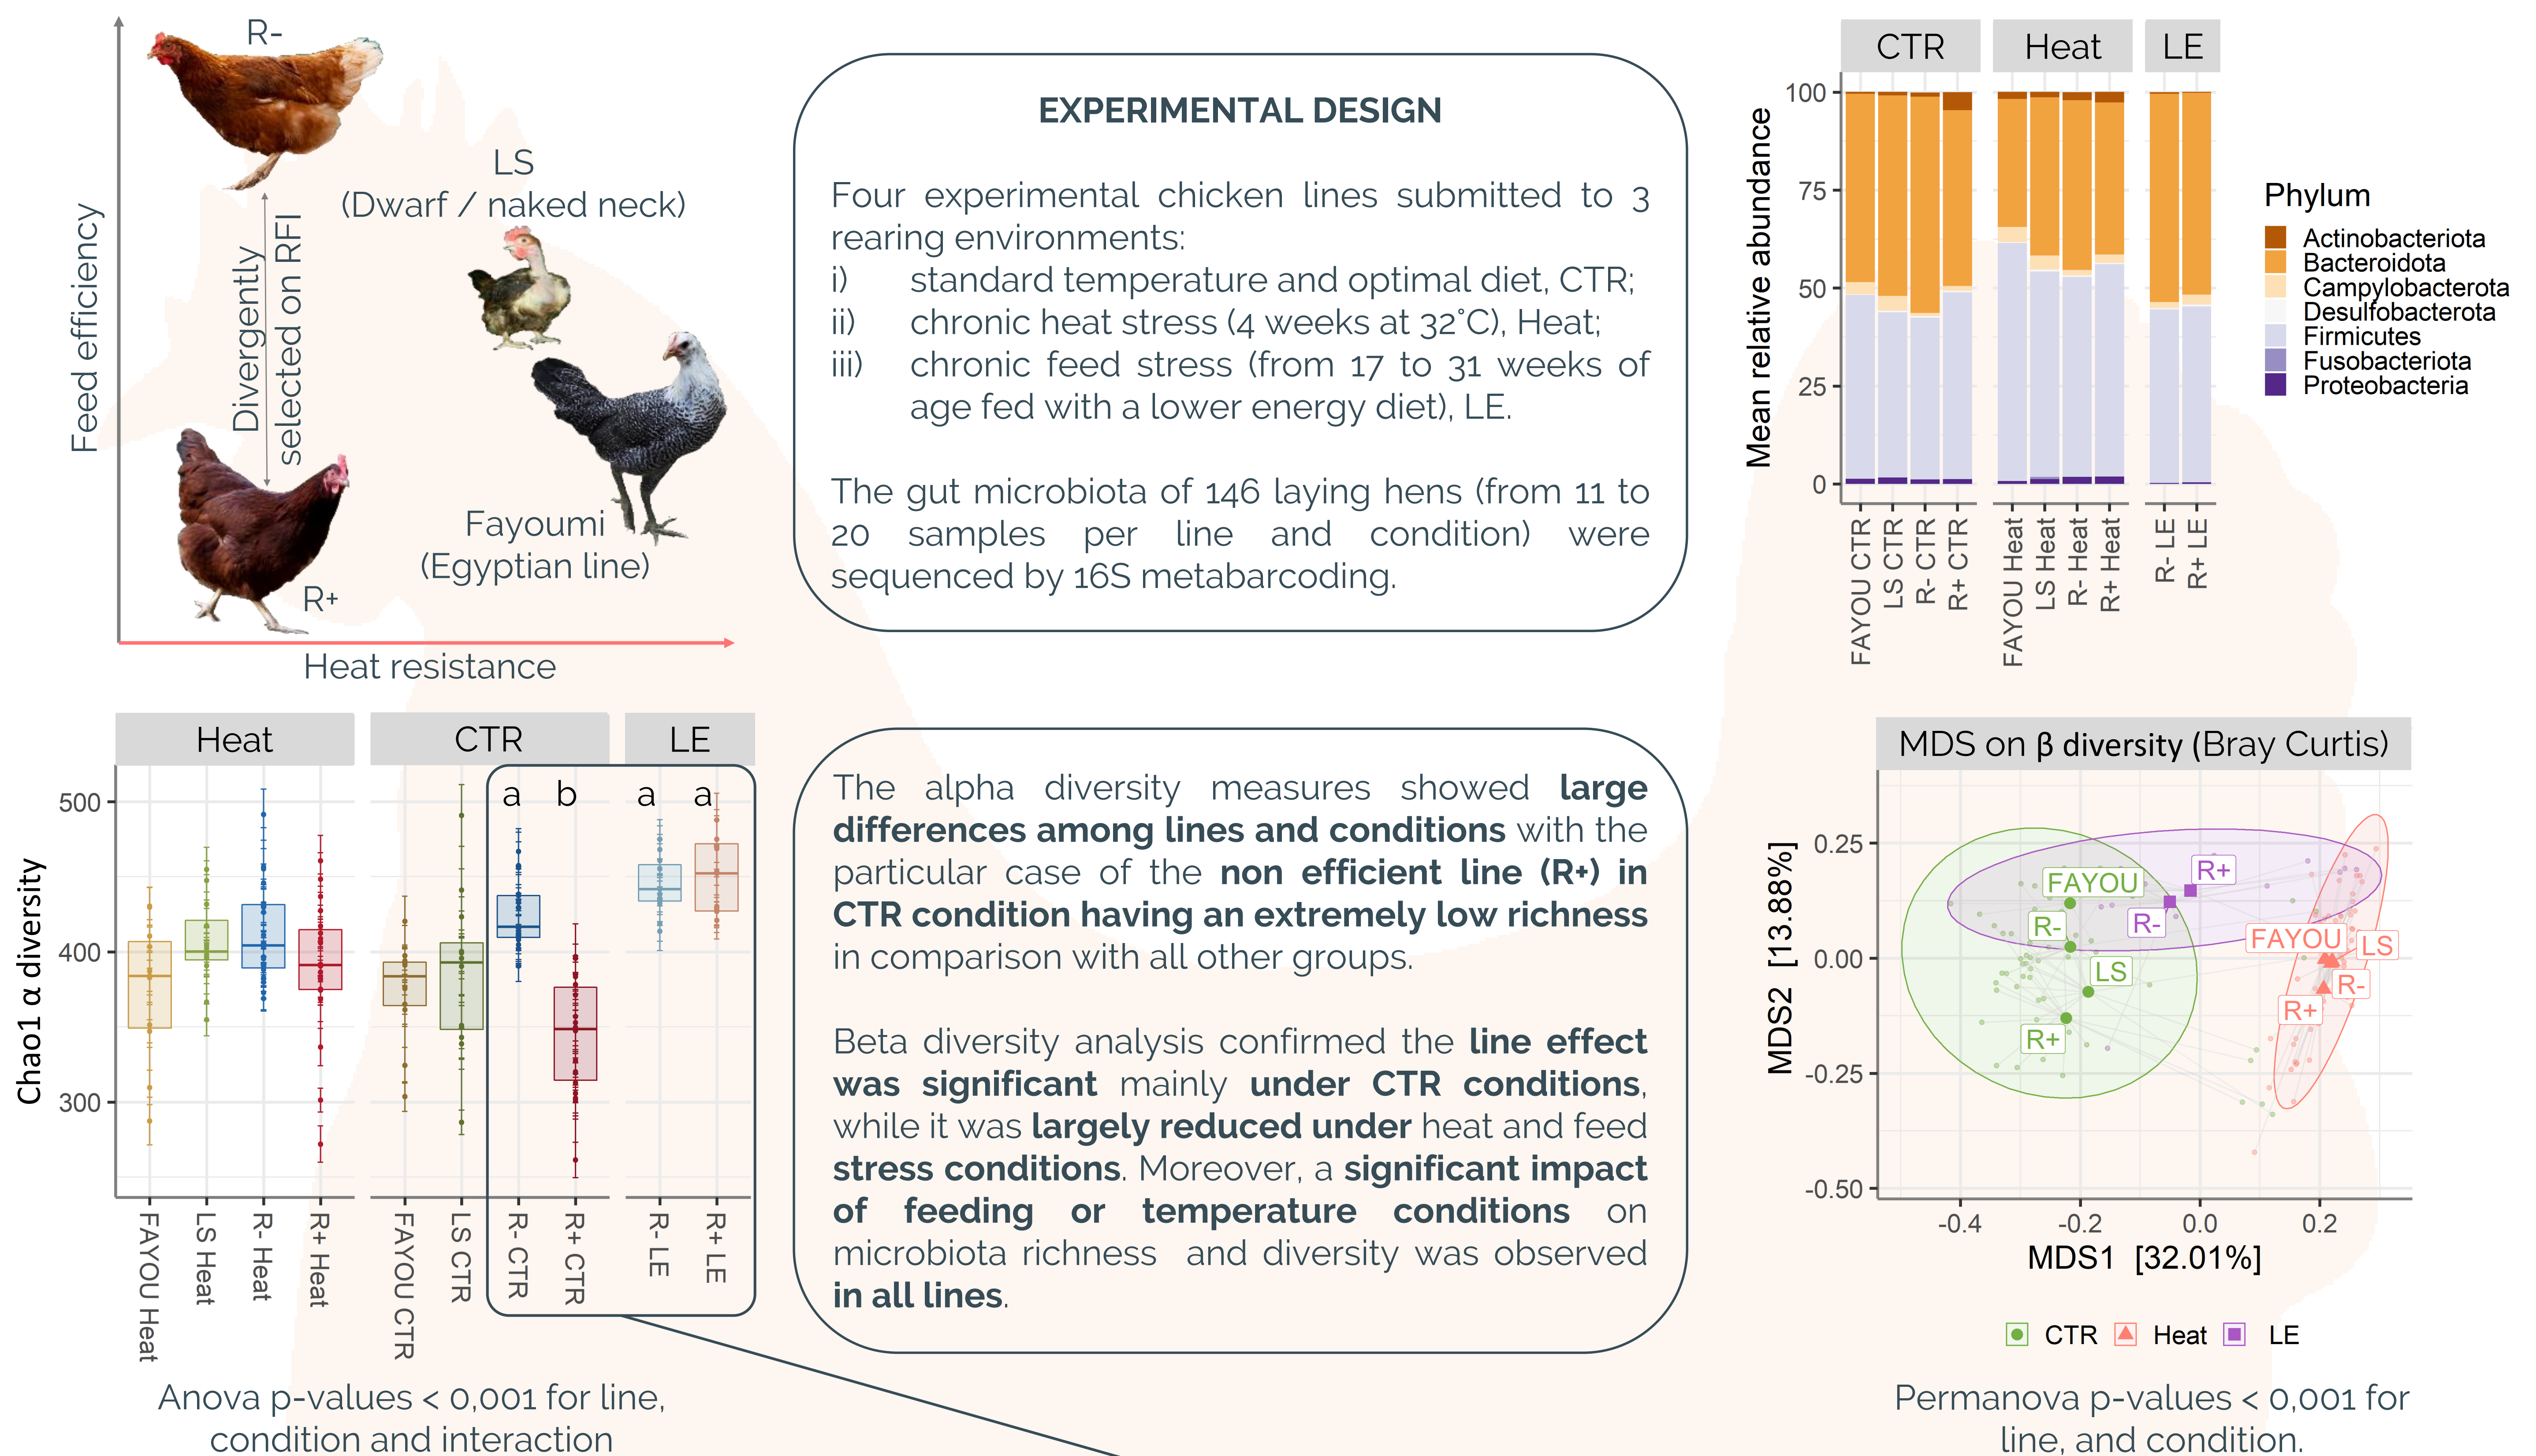 R-
LS
(Dwarf / naked neck)
Feed efficiency
Divergently
selected on RFI
Fayoumi
(Egyptian line)
R+
Heat resistance
EXPERIMENTAL DESIGN
Four experimental chicken lines submitted to 3
rearing environments:
i) standard temperature and optimal diet, CTR;
ii) chronic heat stress (4 weeks at 32°C), Heat;
iii) chronic feed stress (from 17 to 31 weeks of
age fed with a lower energy diet), LE.
The gut microbiota of 146 laying hens (from 11 to
20 samples per line and condition) were
sequenced by 16S metabarcoding.
CTR Heat LE
Mean relative abundance
100
75
50
25
0
FAYOU CTR
LS CTR
R- CTR
R+ CTR
FAYOU Heat
LS Heat
R- Heat
R+ Heat
R- LE
R+ LE
Phylum
Actinobacteriota
Bacteroidota
Campylobacterota
Desulfobacterota
Firmicutes
Fusobacteriota
Proteobacteria
Heat CTR LE
a b a a
Chao1 α diversity
500
400
300
FAYOU Heat
LS Heat
R- Heat
R+ Heat
FAYOU CTR
LS CTR
R- CTR
R+ CTR
R- LE
R+ LE
Anova p-values < 0,001 for line,
condition and interaction
The alpha diversity measures showed large
differences among lines and conditions with the
particular case of the non efficient line (R+) in
CTR condition having an extremely low richness
in comparison with all other groups.
Beta diversity analysis confirmed the line effect
was significant mainly under CTR conditions,
while it was largely reduced under heat and feed
stress conditions. Moreover, a significant impact
of feeding or temperature conditions on
microbiota richness and diversity was observed
in all lines.
MDS on β diversity (Bray Curtis)
MDS2 [13.88%]
0.25
0.00
-0.25
-0.50
FAYOU
R+
R-
R-
FAYOU
LS
LS
R-
R+
R+
-0.4 -0.2 0.0 0.2
MDS1 [32.01%]
CTR Heat LE
Permanova p-values < 0,001 for
line, and condition.